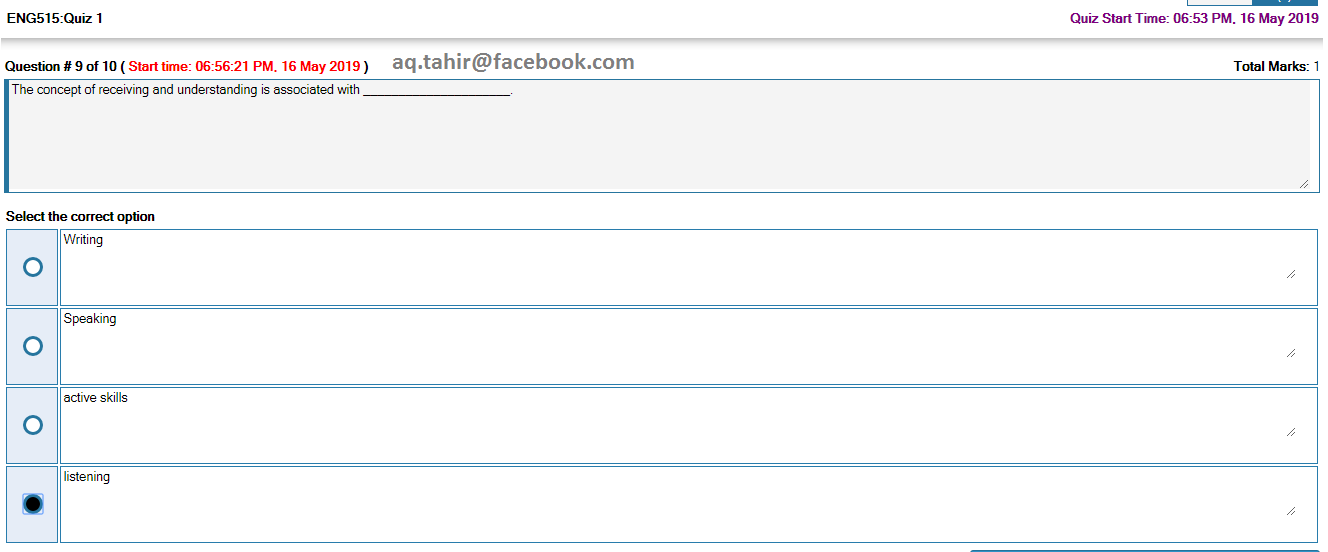 ENG515:Quiz 1
Quiz Start Time: 06:53 PM, 16 May 2019
Question # 9 of 10 ( Start time: 06:56:21 PM, 16 May 2019 )
aq.tahir@facebook.com
Total Marks: 1
The concept of receiving and understanding is associated with _____________________.
Select the correct option
Writing
Speaking
active skills
listening